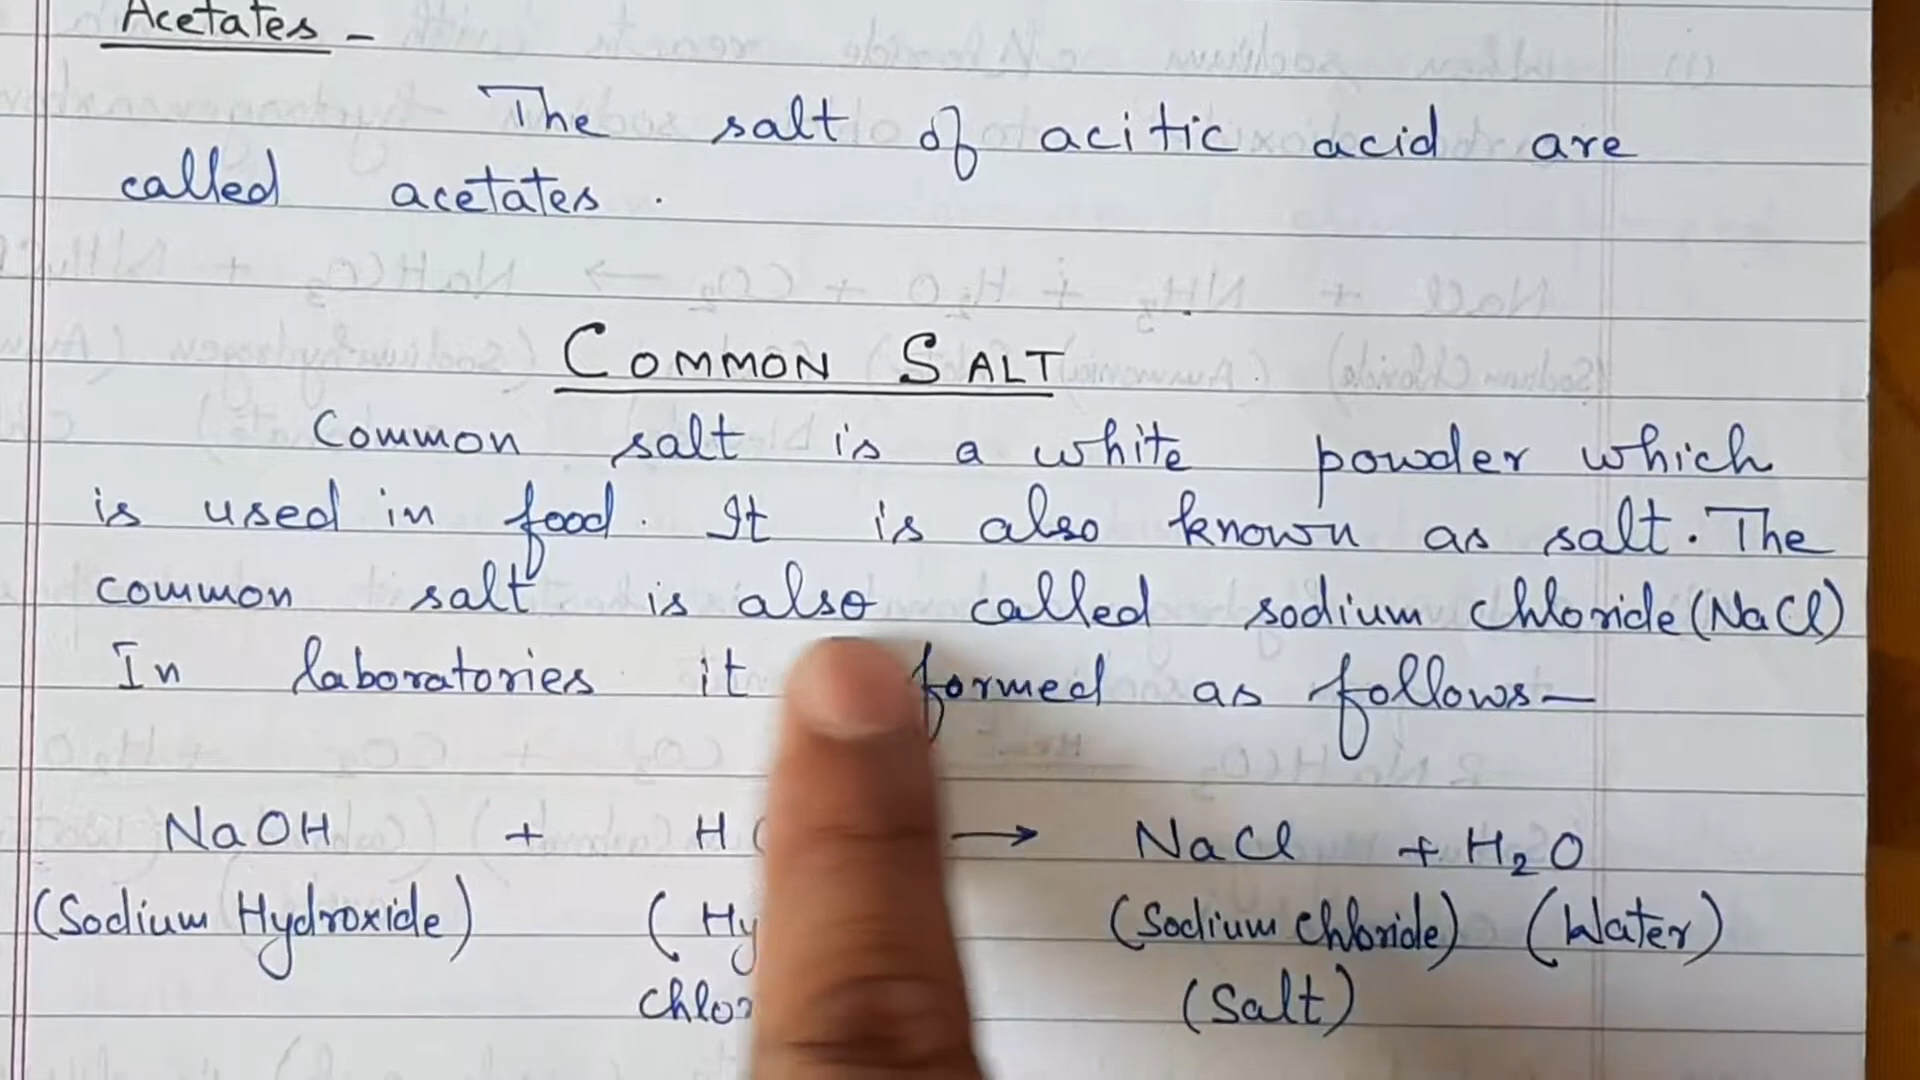 Acetates -
The salt of acitic acid are
called acetates.
COMMON SALT
Common salt is a white powder which
is used in food. It is also known as salt. The
common salt is also called sodium chloride (NaCl)
In laboratories it formed as follows-
NaOH + H → NaCl + H₂O
(Sodium Hydroxide) (Hy (Sodium chloride) (Water)
chlor (Salt)